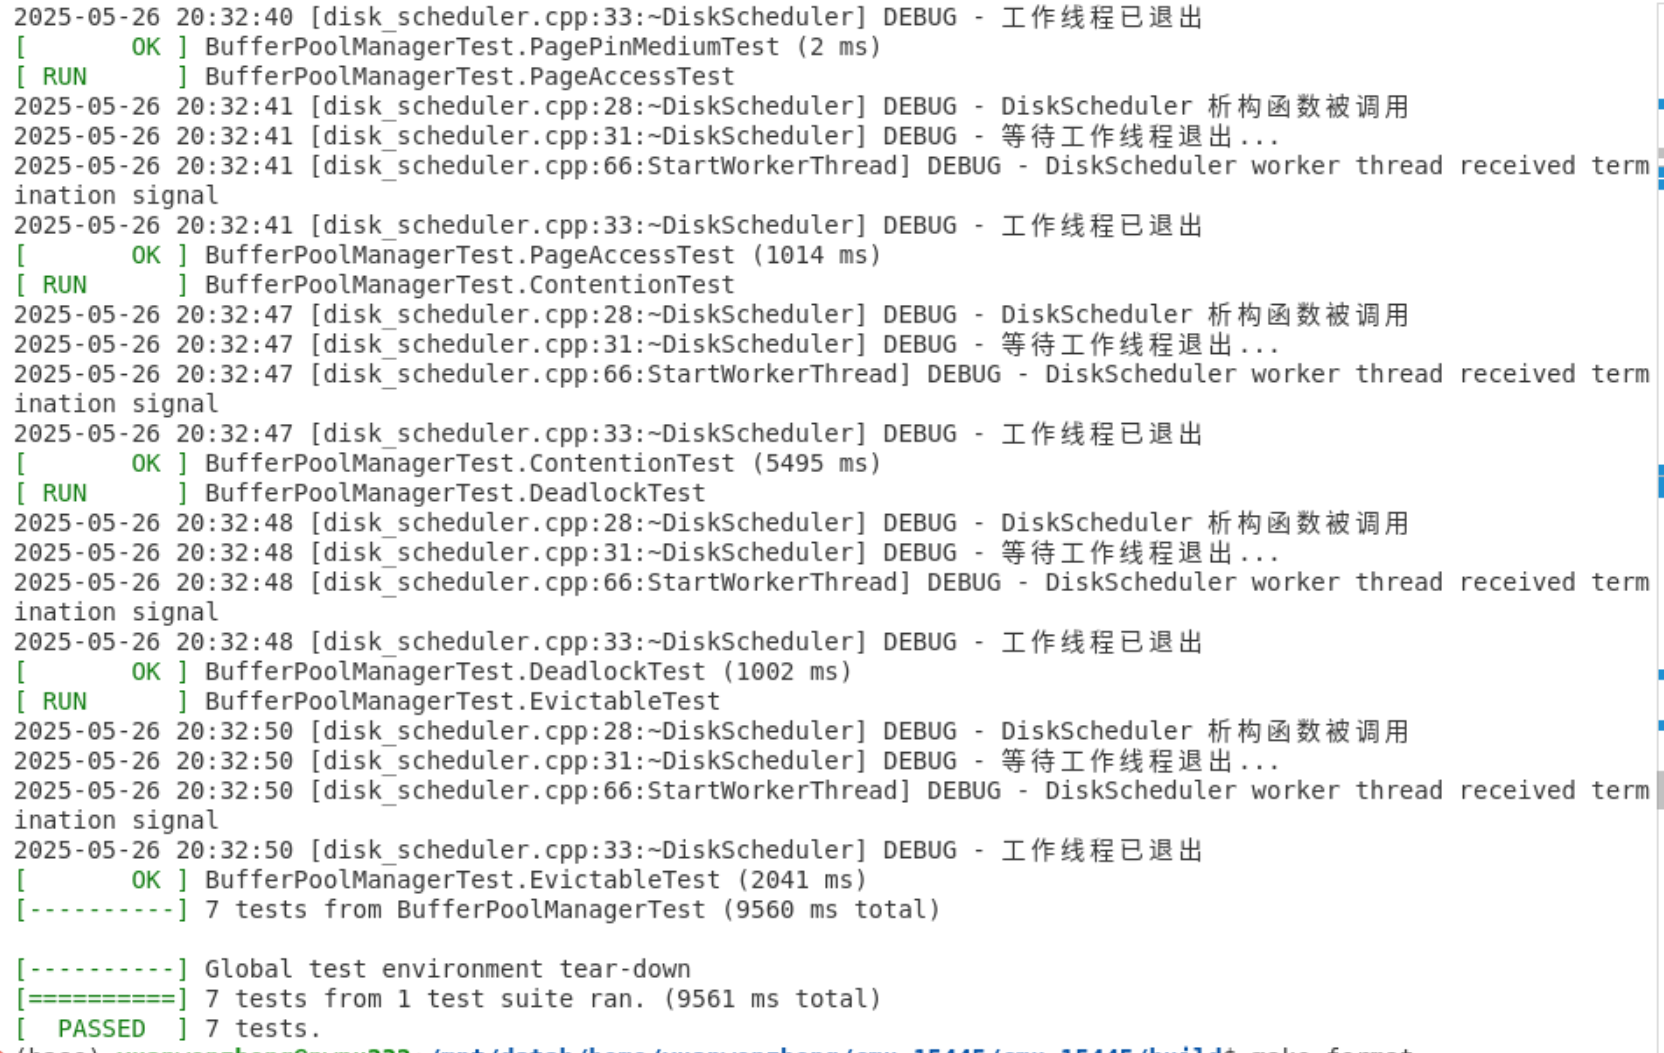 2025-05-26 20:32:40 [disk_scheduler.cpp:33:~DiskScheduler] DEBUG - 工作线程已退出
[       OK ] BufferPoolManagerTest.PagePinMediumTest (2 ms)
[ RUN      ] BufferPoolManagerTest.PageAccessTest
2025-05-26 20:32:41 [disk_scheduler.cpp:28:~DiskScheduler] DEBUG - DiskScheduler 析构函数被调用
2025-05-26 20:32:41 [disk_scheduler.cpp:31:~DiskScheduler] DEBUG - 等待工作线程退出...
2025-05-26 20:32:41 [disk_scheduler.cpp:66:StartWorkerThread] DEBUG - DiskScheduler worker thread received term
ination signal
2025-05-26 20:32:41 [disk_scheduler.cpp:33:~DiskScheduler] DEBUG - 工作线程已退出
[       OK ] BufferPoolManagerTest.PageAccessTest (1014 ms)
[ RUN      ] BufferPoolManagerTest.ContentionTest
2025-05-26 20:32:47 [disk_scheduler.cpp:28:~DiskScheduler] DEBUG - DiskScheduler 析构函数被调用
2025-05-26 20:32:47 [disk_scheduler.cpp:31:~DiskScheduler] DEBUG - 等待工作线程退出...
2025-05-26 20:32:47 [disk_scheduler.cpp:66:StartWorkerThread] DEBUG - DiskScheduler worker thread received term
ination signal
2025-05-26 20:32:47 [disk_scheduler.cpp:33:~DiskScheduler] DEBUG - 工作线程已退出
[       OK ] BufferPoolManagerTest.ContentionTest (5495 ms)
[ RUN      ] BufferPoolManagerTest.DeadlockTest
2025-05-26 20:32:48 [disk_scheduler.cpp:28:~DiskScheduler] DEBUG - DiskScheduler 析构函数被调用
2025-05-26 20:32:48 [disk_scheduler.cpp:31:~DiskScheduler] DEBUG - 等待工作线程退出...
2025-05-26 20:32:48 [disk_scheduler.cpp:66:StartWorkerThread] DEBUG - DiskScheduler worker thread received term
ination signal
2025-05-26 20:32:48 [disk_scheduler.cpp:33:~DiskScheduler] DEBUG - 工作线程已退出
[       OK ] BufferPoolManagerTest.DeadlockTest (1002 ms)
[ RUN      ] BufferPoolManagerTest.EvictableTest
2025-05-26 20:32:50 [disk_scheduler.cpp:28:~DiskScheduler] DEBUG - DiskScheduler 析构函数被调用
2025-05-26 20:32:50 [disk_scheduler.cpp:31:~DiskScheduler] DEBUG - 等待工作线程退出...
2025-05-26 20:32:50 [disk_scheduler.cpp:66:StartWorkerThread] DEBUG - DiskScheduler worker thread received term
ination signal
2025-05-26 20:32:50 [disk_scheduler.cpp:33:~DiskScheduler] DEBUG - 工作线程已退出
[       OK ] BufferPoolManagerTest.EvictableTest (2041 ms)
[----------] 7 tests from BufferPoolManagerTest (9560 ms total)
[----------] Global test environment tear-down
[==========] 7 tests from 1 test suite ran. (9561 ms total)
[  PASSED  ] 7 tests.